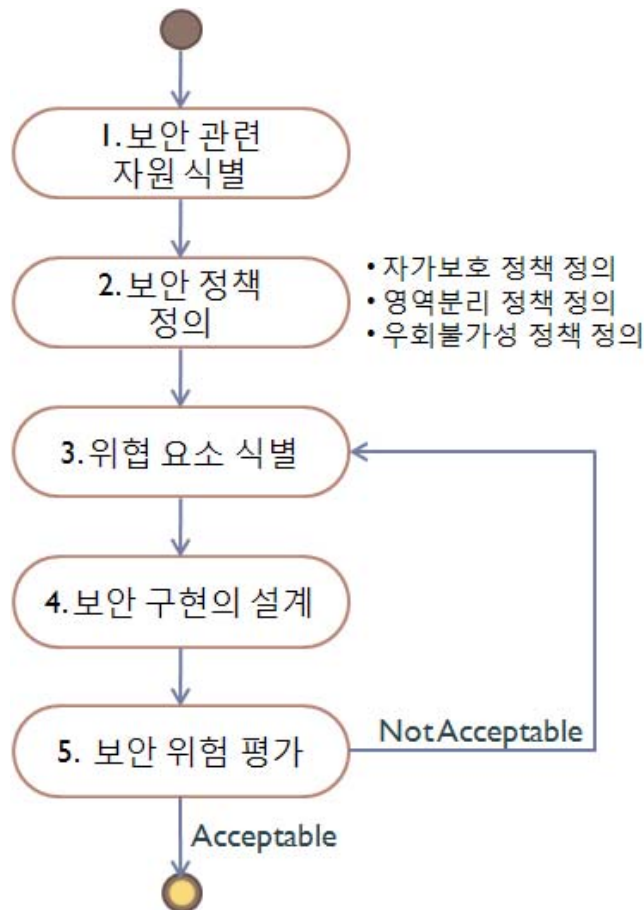 1. 보안 관련
자원 식별
2. 보안 정책
정의
• 자가보호 정책 정의
• 영역분리 정책 정의
• 우회불가성 정책 정의
3. 위협 요소 식별
4. 보안 구현의 설계
5. 보안 위험 평가
Not Acceptable
Acceptable